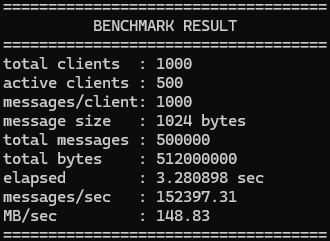 ===================================
BENCHMARK RESULT
===================================
total clients  : 1000
active clients : 500
messages/client: 1000
message size   : 1024 bytes
total messages : 500000
total bytes    : 512000000
elapsed        : 3.280898 sec
messages/sec   : 152397.31
MB/sec         : 148.83
===================================